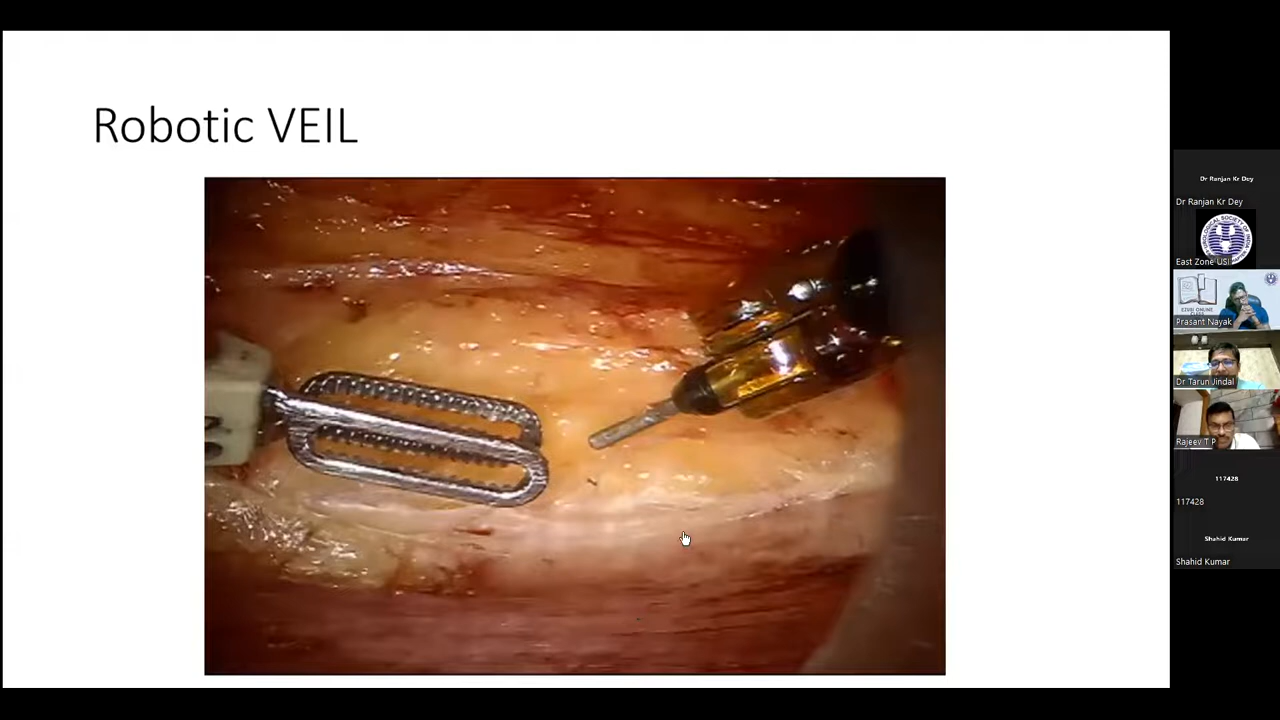 Robotic VEIL
Dr Ranjan Kr Dey
Dr Ranjan Kr Dey
East Zone USI
Prasant Nayak
Dr Tarun Jindal
Rajeev T P
117428
117428
Shahid Kumar
Shahid Kumar